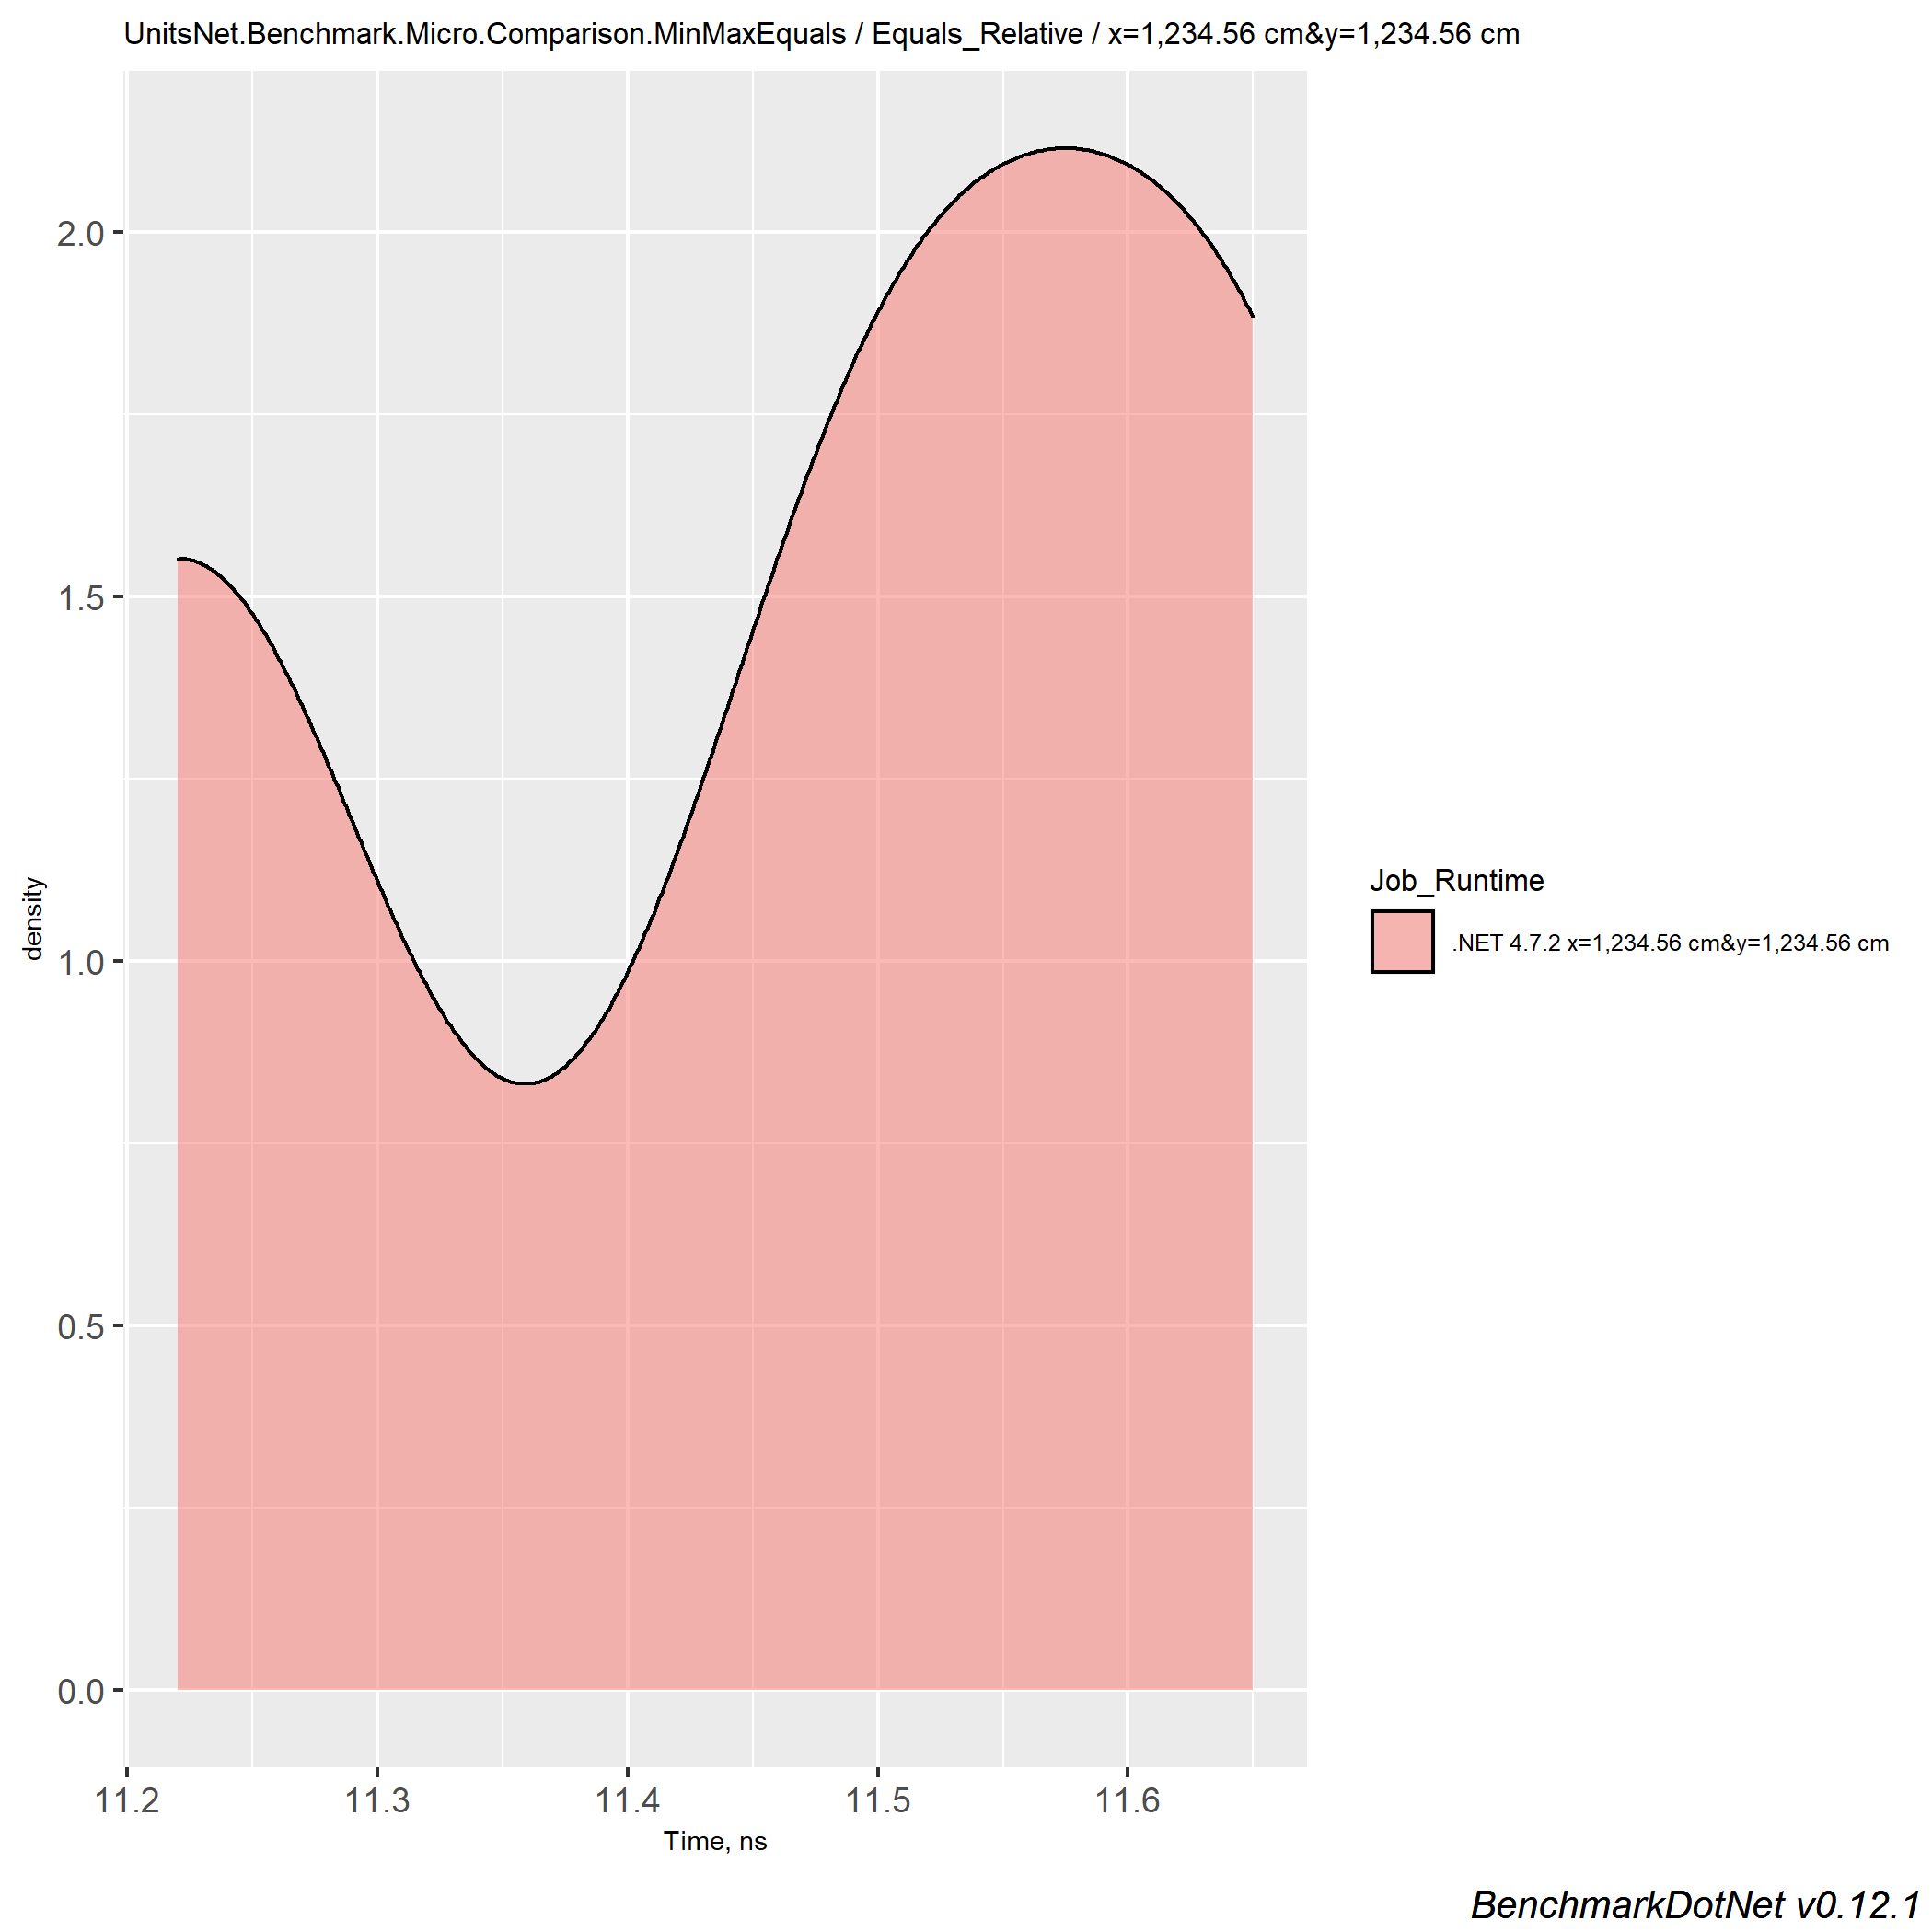 UnitsNet.Benchmark.Micro.Comparison.MinMaxEquals / Equals_Relative / x=1,234.56 cm&y=1,234.56 cm
density
2.0
1.5
1.0
0.5
0.0
11.2 11.3 11.4 11.5 11.6
Time, ns
Job_Runtime
.NET 4.7.2 x=1,234.56 cm&y=1,234.56 cm
BenchmarkDotNet v0.12.1